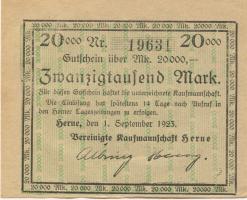 20000 Nr. 19631 20000
Gutschein über Mk. 20000,—
Zwanzigtausend Mark.
Für diesen Gutschein haftet die unterzeichnete Kaufmannschaft.
Die Einlösung hat spätestens 14 Tage nach Aufruf in
den Herner Tageszeitungen zu erfolgen.
Herne, den 1. September 1923.
Vereinigte Kaufmannschaft Herne